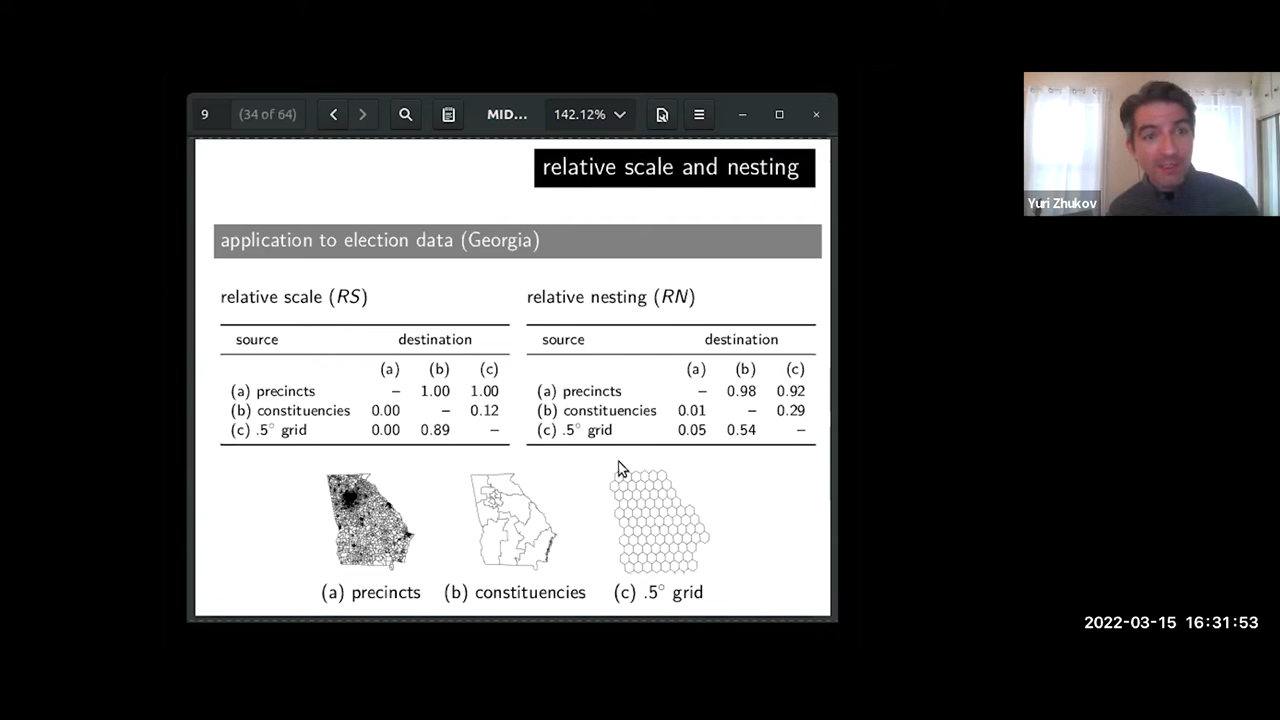 9 (34 of 64) MID... 142.12%
relative scale and nesting
application to election data (Georgia)
relative scale (RS)
source destination
(a) (b) (c)
(a) precincts – 1.00 1.00
(b) constituencies 0.00 – 0.12
(c) .5° grid 0.00 0.89 –
relative nesting (RN)
source destination
(a) (b) (c)
(a) precincts – 0.98 0.92
(b) constituencies 0.01 – 0.29
(c) .5° grid 0.05 0.54 –
(a) precincts (b) constituencies (c) .5° grid
Yuri Zhukov
2022-03-15 16:31:53